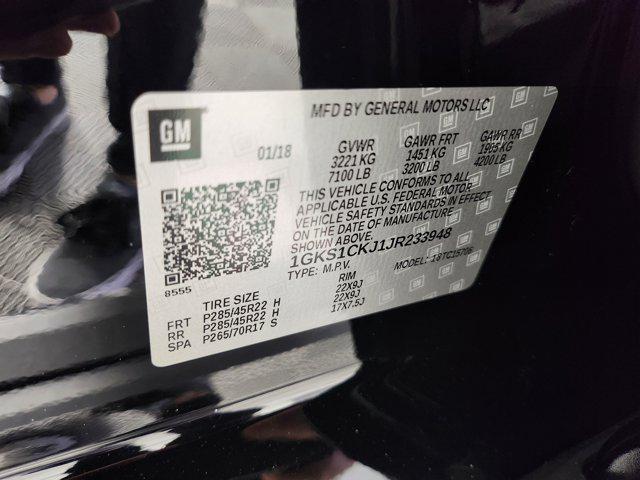 GM
MFD BY GENERAL MOTORS LLC
01/18
GVWR GAWR FRT GAWR RR
3221 KG 1451 KG 1905 KG
7100 LB 3200 LB 4200 LB
THIS VEHICLE CONFORMS TO ALL
APPLICABLE U.S. FEDERAL MOTOR
VEHICLE SAFETY STANDARDS IN EFFECT
ON THE DATE OF MANUFACTURE
SHOWN ABOVE.
1GKS1CKJ1JR233948
TYPE: M.P.V. MODEL: 18TC15706
8555
TIRE SIZE RIM
FRT P285/45R22 H 22X9J
RR P285/45R22 H 22X9J
SPA P265/70R17 S 17X7.5J